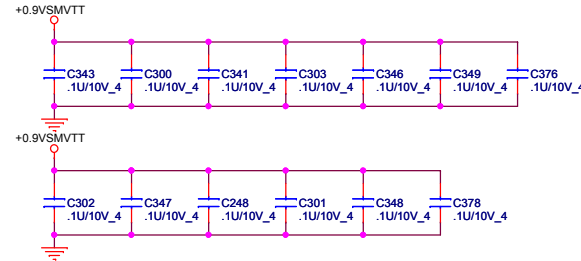 +0.9VSMVTT
C343 C300 C341 C303 C346 C349 C376
.1U/10V_4 .1U/10V_4 .1U/10V_4 .1U/10V_4 .1U/10V_4 .1U/10V_4 .1U/10V_4
+0.9VSMVTT
C302 C347 C248 C301 C348 C378
.1U/10V_4 .1U/10V_4 .1U/10V_4 .1U/10V_4 .1U/10V_4 .1U/10V_4